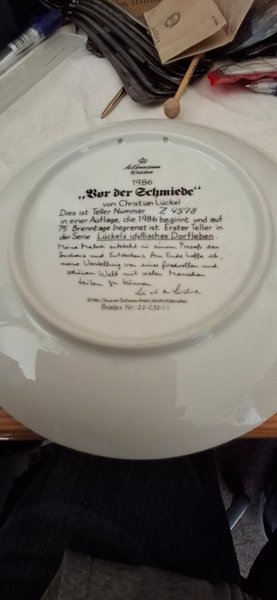 Seltmann
Weiden
1986
„Vor der Schmiede“
von Christian Lückel
Dies ist Teller Nummer Z 4578
in einer Auflage, die 1986 beginnt und auf
75 Brenntage begrenzt ist. Erster Teller in
der Serie Lückels idyllisches Dorfleben.
Meine Malerei entsteht in einem Prozeß des
Suchens und Entdeckens. Am Ende hoffe ich,
meine Vorstellung von einer friedvollen und
schönen Welt mit vielen Menschen
teilen zu können.
Bradex Nr.: 22-C32-1.1